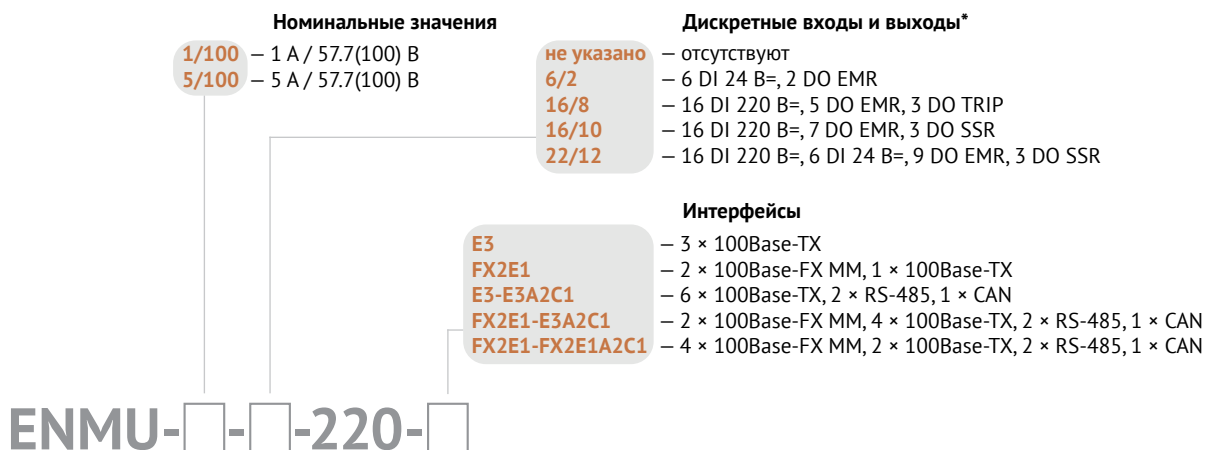 Номинальные значения
1/100 – 1 А / 57.7(100) В
5/100 – 5 А / 57.7(100) В
Дискретные входы и выходы*
не указано – отсутствуют
6/2 – 6 DI 24 В=, 2 DO EMR
16/8 – 16 DI 220 В=, 5 DO EMR, 3 DO TRIP
16/10 – 16 DI 220 В=, 7 DO EMR, 3 DO SSR
22/12 – 16 DI 220 В=, 6 DI 24 В=, 9 DO EMR, 3 DO SSR
Интерфейсы
E3 – 3 × 100Base-TX
FX2E1 – 2 × 100Base-FX MM, 1 × 100Base-TX
E3-E3A2C1 – 6 × 100Base-TX, 2 × RS-485, 1 × CAN
FX2E1-E3A2C1 – 2 × 100Base-FX MM, 4 × 100Base-TX, 2 × RS-485, 1 × CAN
FX2E1-FX2E1A2C1 – 4 × 100Base-FX MM, 2 × 100Base-TX, 2 × RS-485, 1 × CAN
ENMU-□-□-220-□